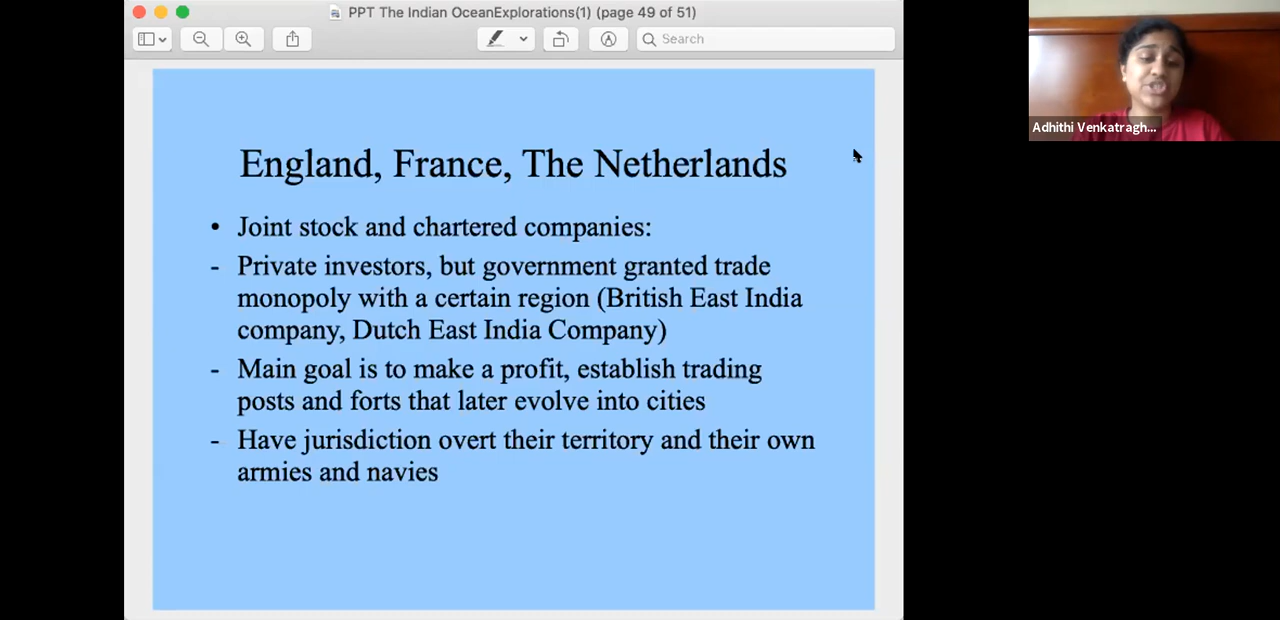 PPT The Indian OceanExplorations(1) (page 49 of 51)
Search
England, France, The Netherlands
• Joint stock and chartered companies:
- Private investors, but government granted trade
monopoly with a certain region (British East India
company, Dutch East India Company)
- Main goal is to make a profit, establish trading
posts and forts that later evolve into cities
- Have jurisdiction overt their territory and their own
armies and navies
Adhithi Venkatragh...